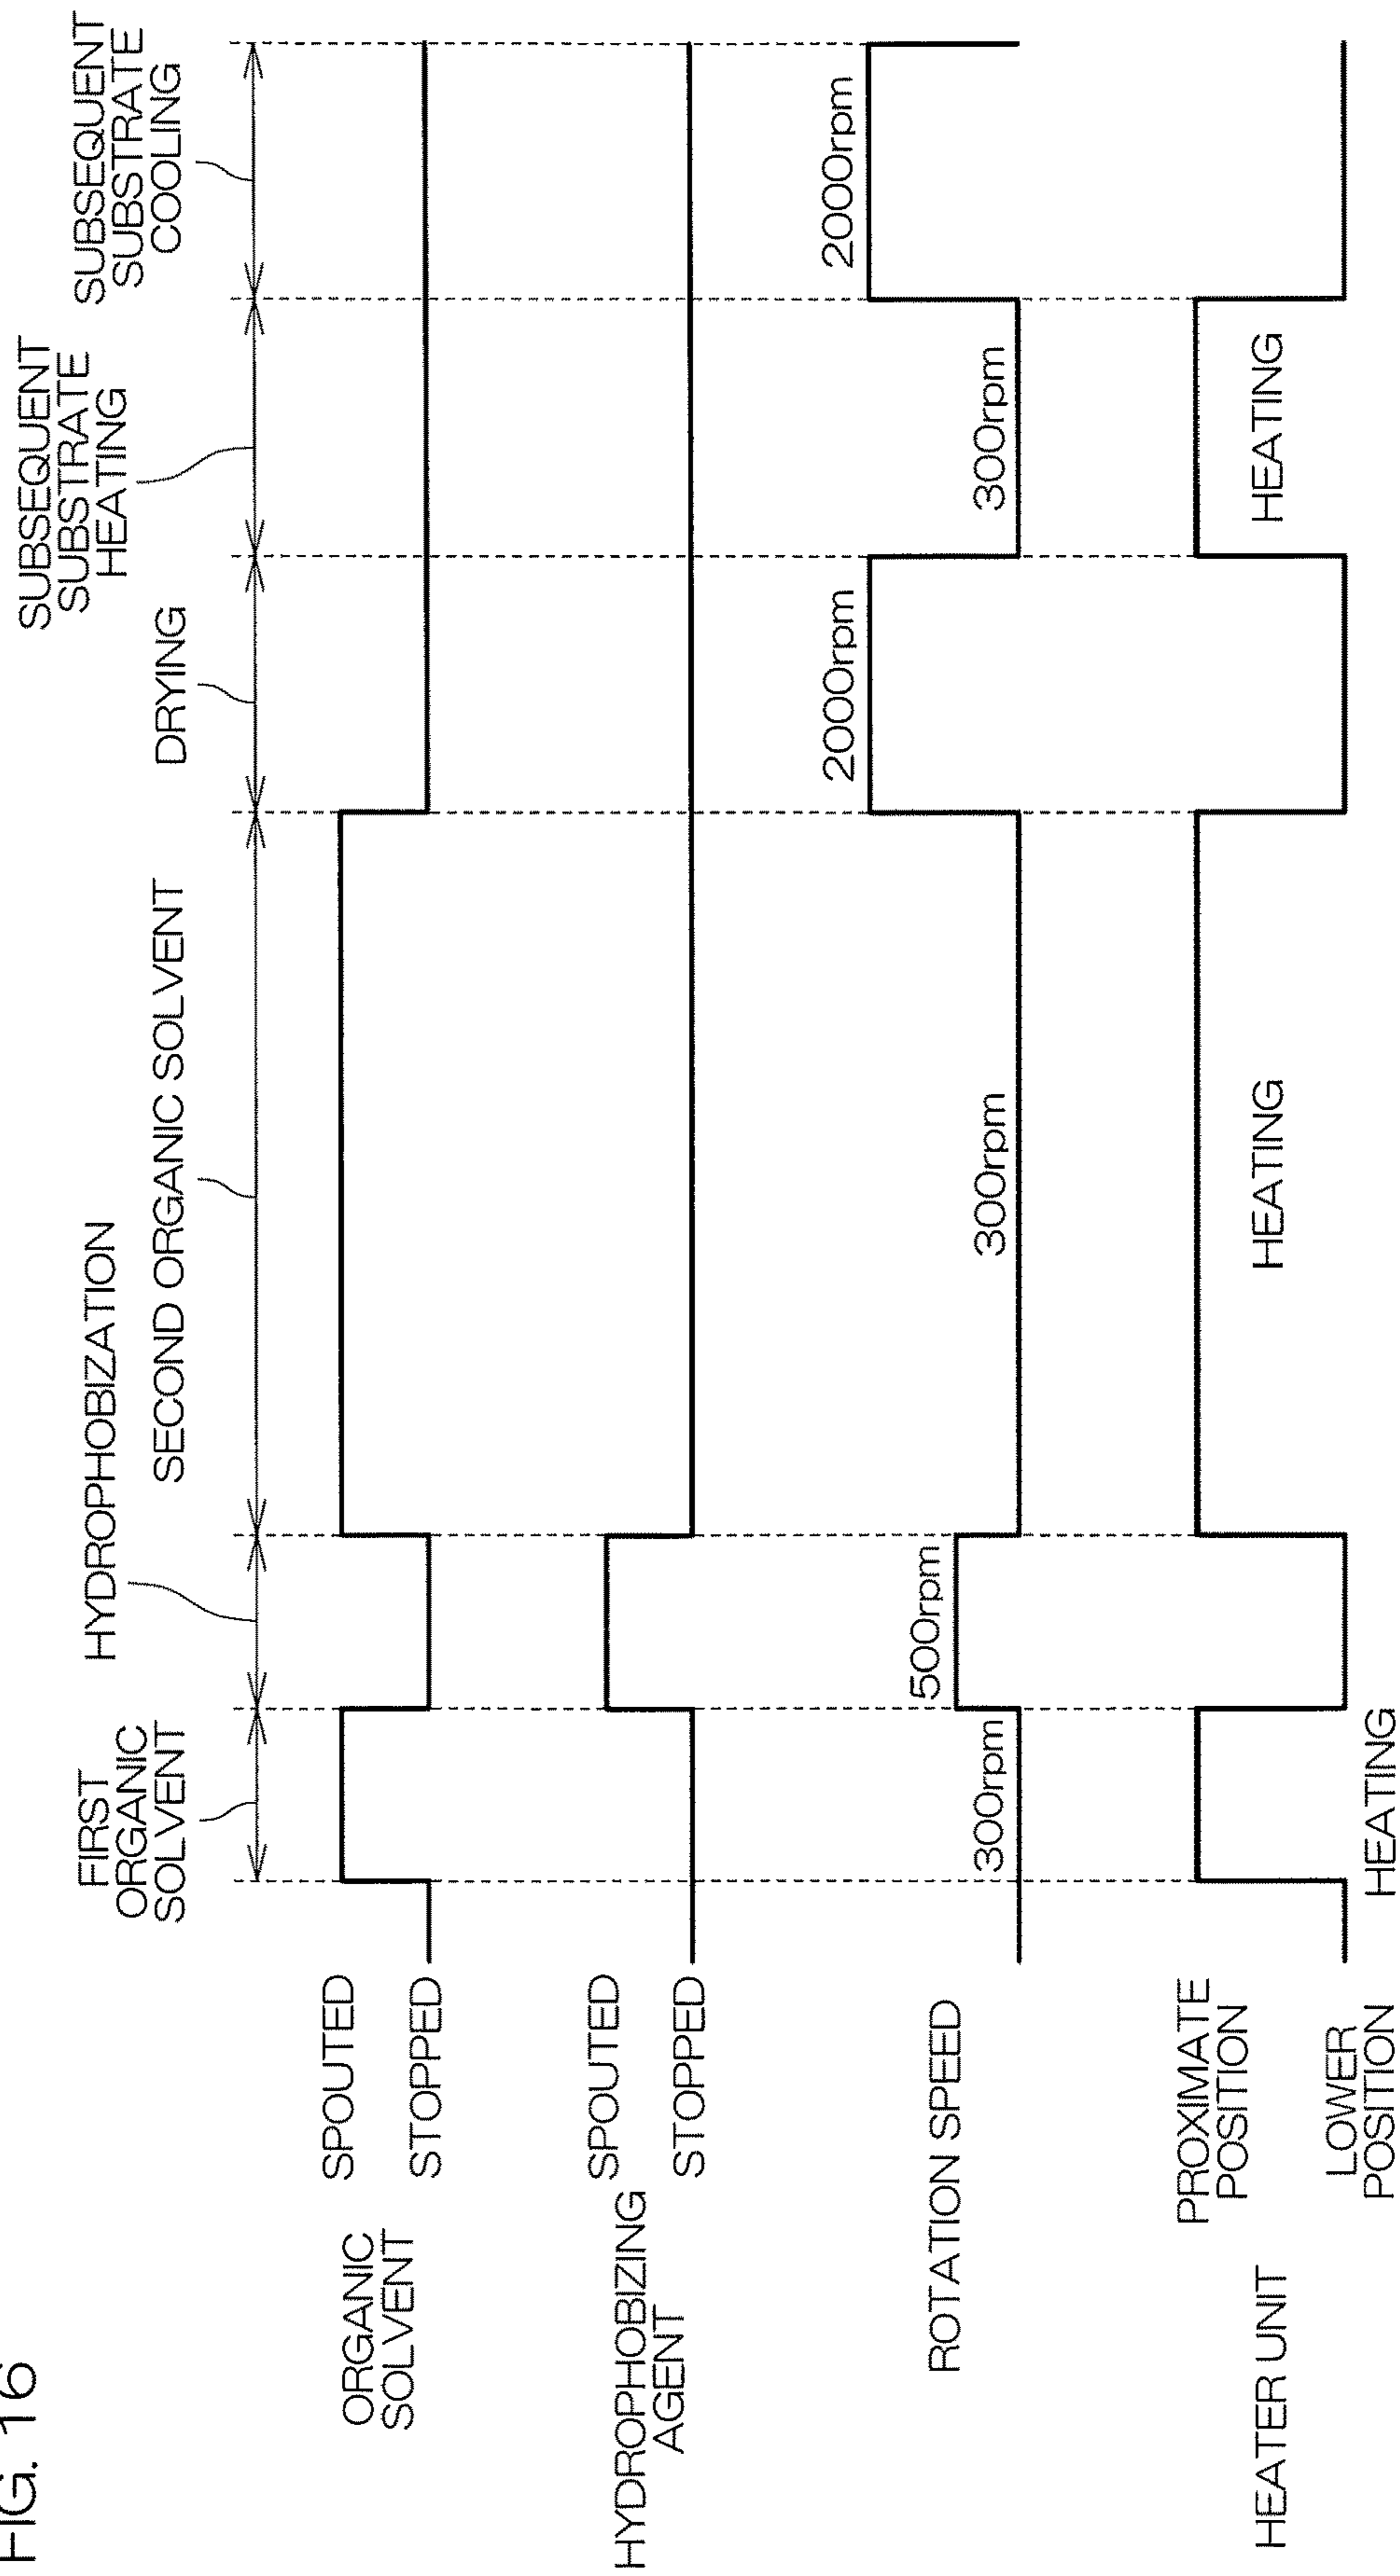 FIG. 16
FIRST
ORGANIC
SOLVENT
HYDROPHOBIZATION
SECOND ORGANIC SOLVENT
DRYING
SUBSEQUENT
SUBSTRATE
HEATING
SUBSEQUENT
SUBSTRATE
COOLING
ORGANIC
SOLVENT
SPOUTED
STOPPED
HYDROPHOBIZING
AGENT
SPOUTED
STOPPED
ROTATION SPEED
300rpm
500rpm
300rpm
2000rpm
300rpm
2000rpm
HEATER UNIT
PROXIMATE
POSITION
LOWER
POSITION
HEATING
HEATING
HEATING